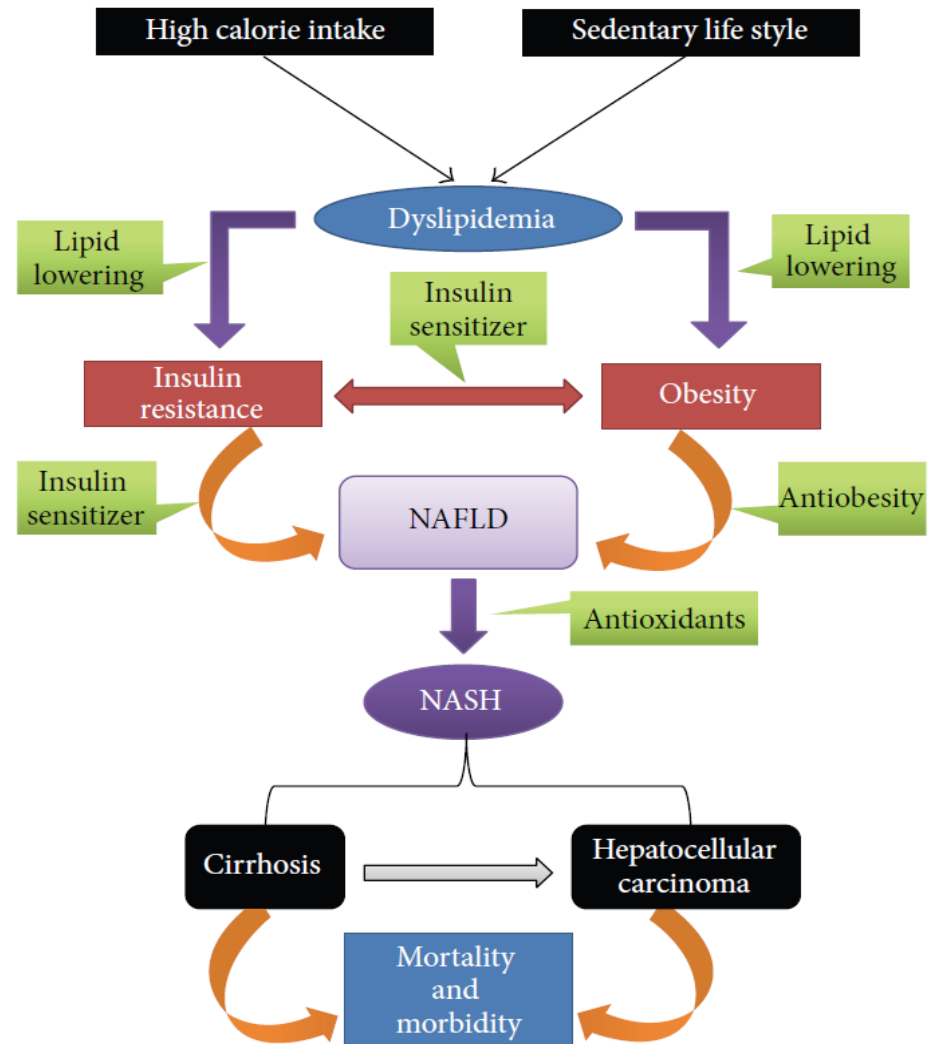 High calorie intake
Sedentary life style
Dyslipidemia
Lipid
lowering
Lipid
lowering
Insulin
sensitizer
Insulin
resistance
Obesity
Insulin
sensitizer
NAFLD
Antiobesity
Antioxidants
NASH
Cirrhosis
Hepatocellular
carcinoma
Mortality
and
morbidity